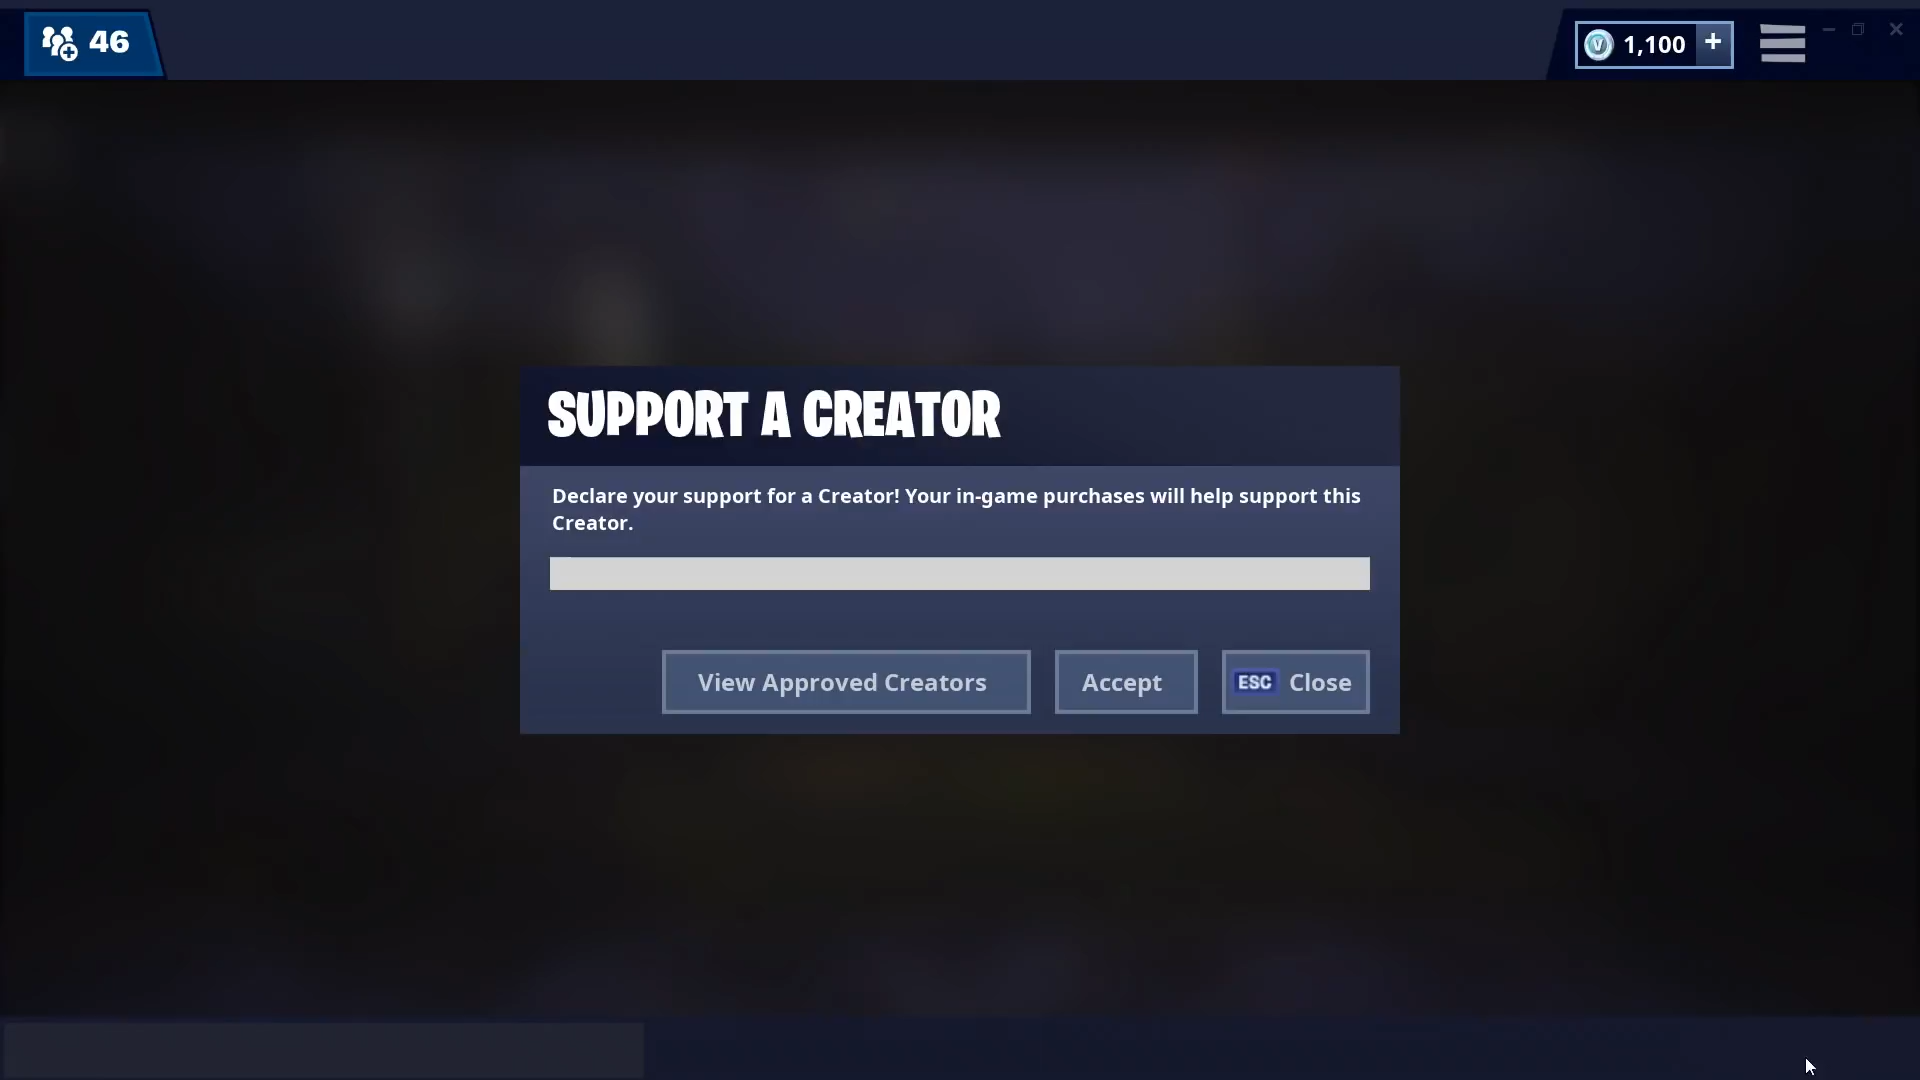 46
1,100 +
SUPPORT A CREATOR
Declare your support for a Creator! Your in-game purchases will help support this
Creator.
View Approved Creators
Accept
ESC Close